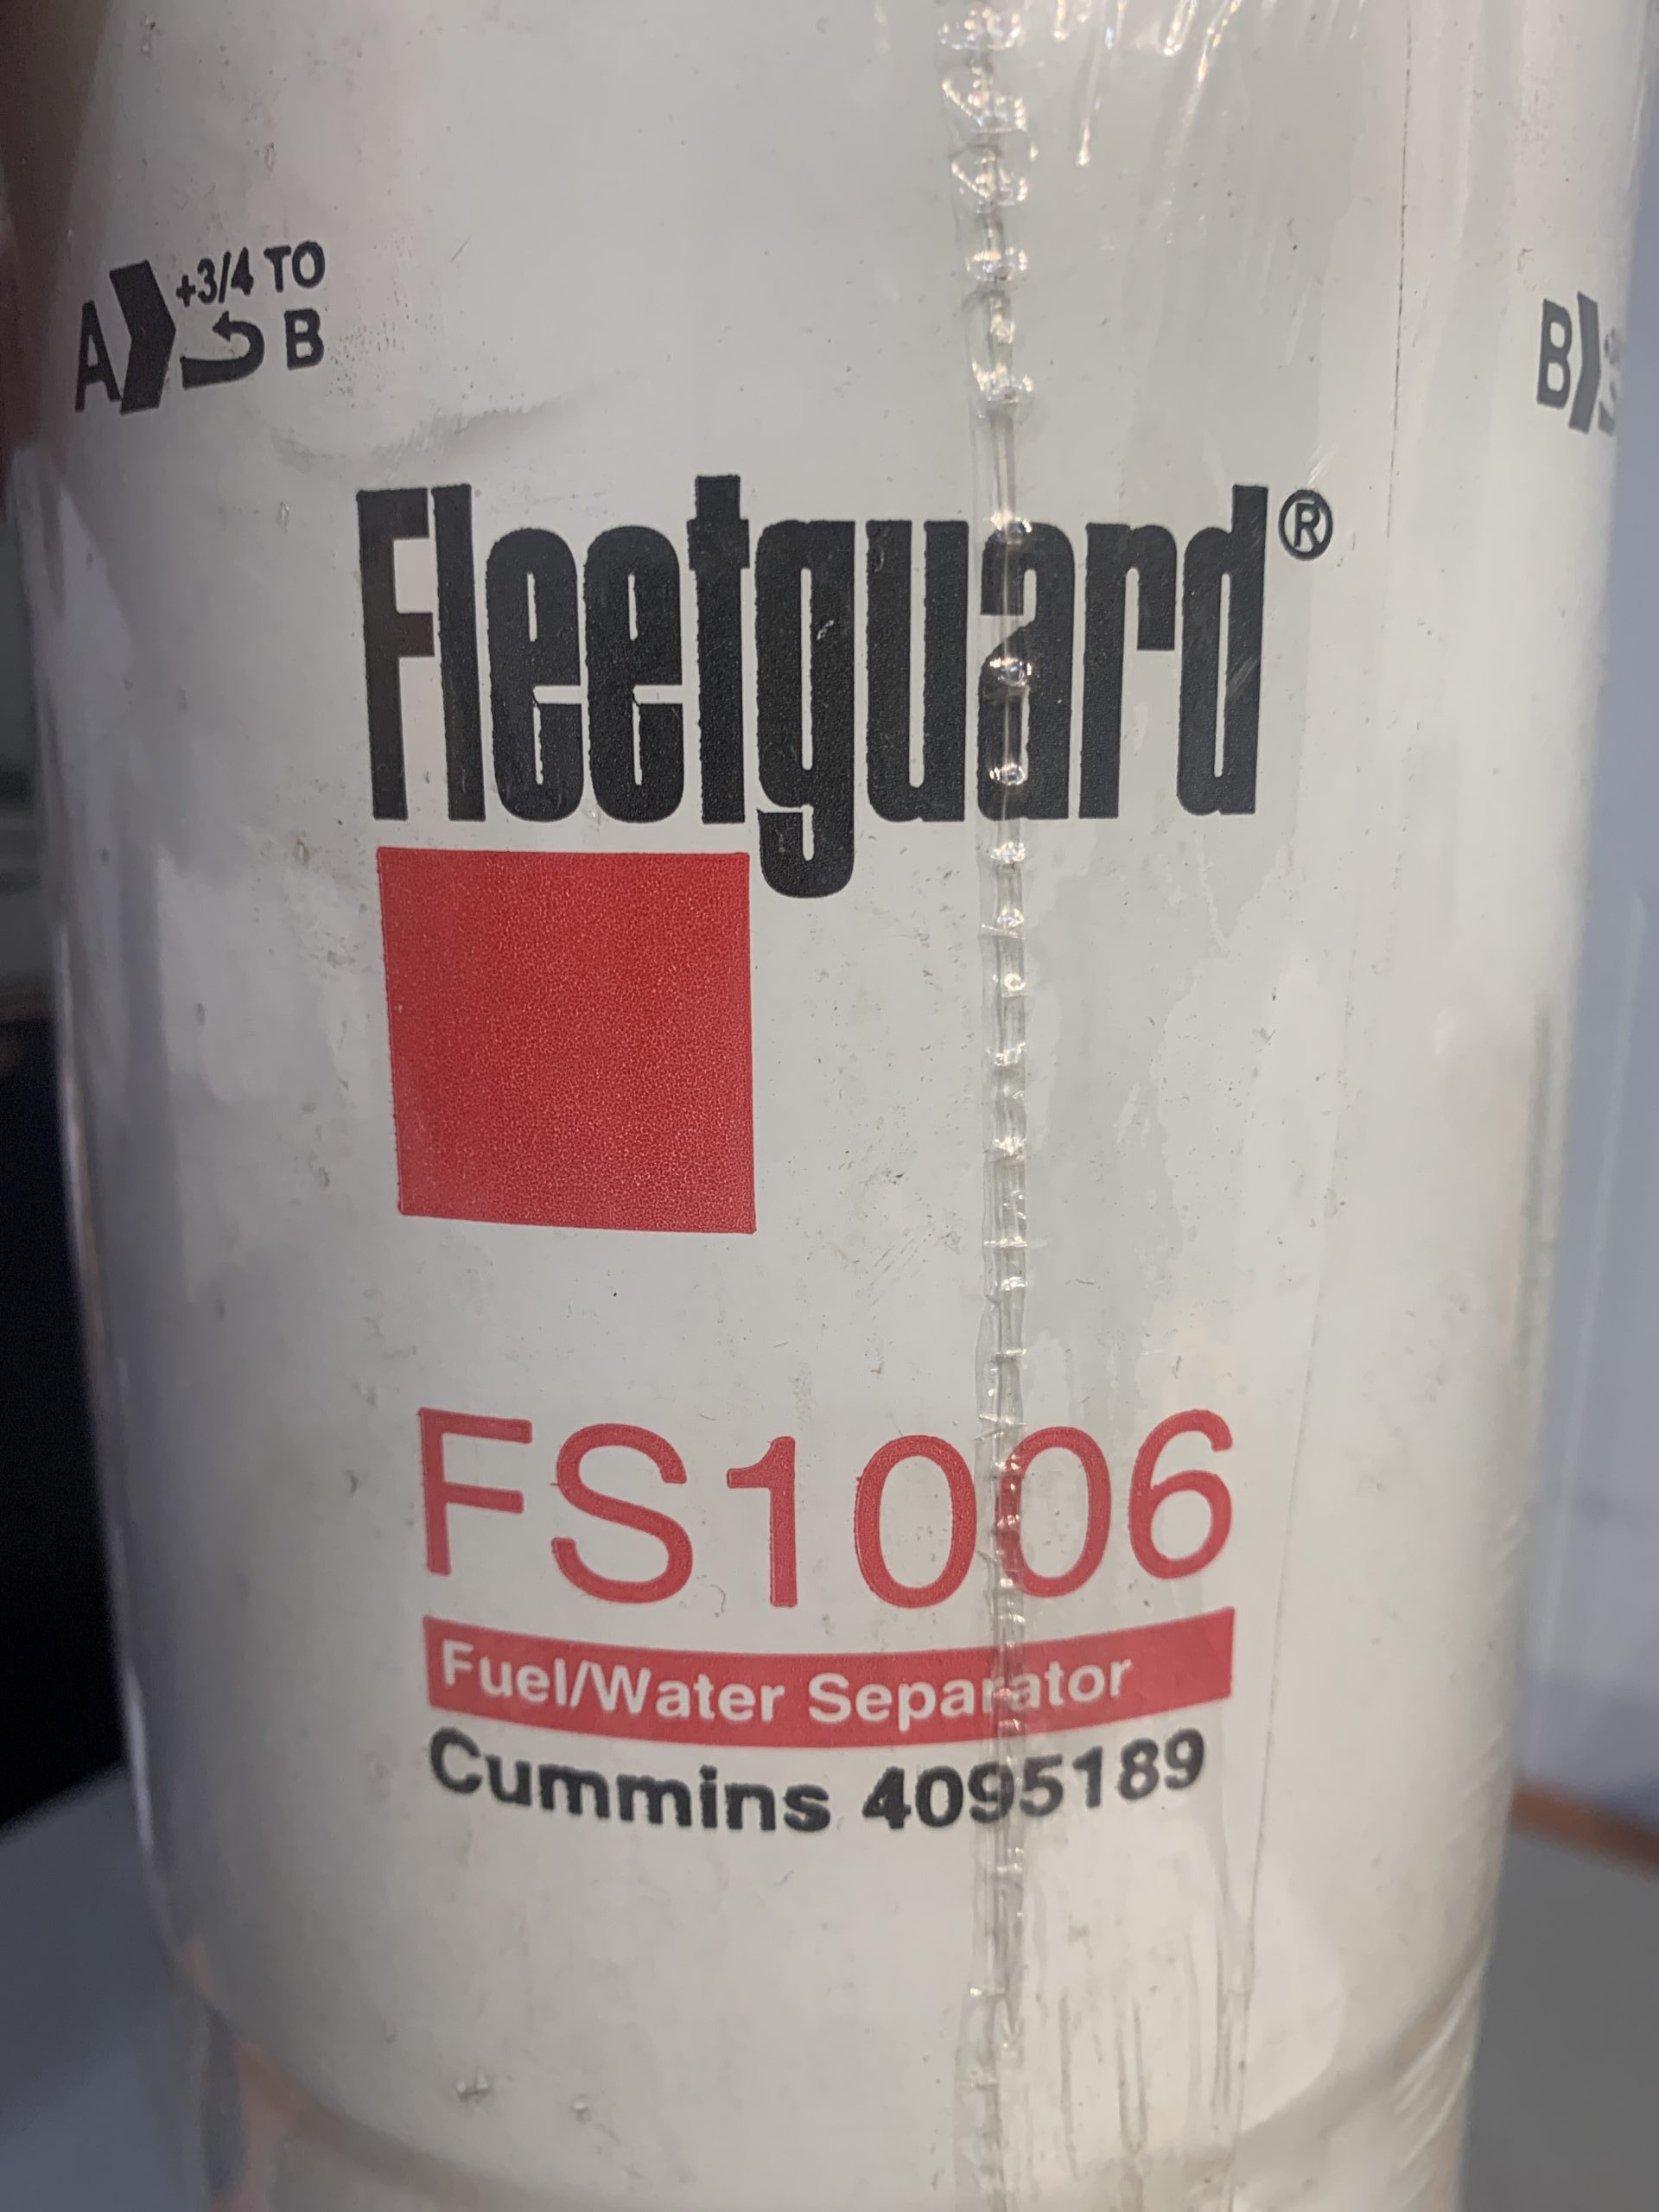 A +3/4 TO
B
B
Fleetguard®
FS1006
Fuel/Water Separator
Cummins 4095189